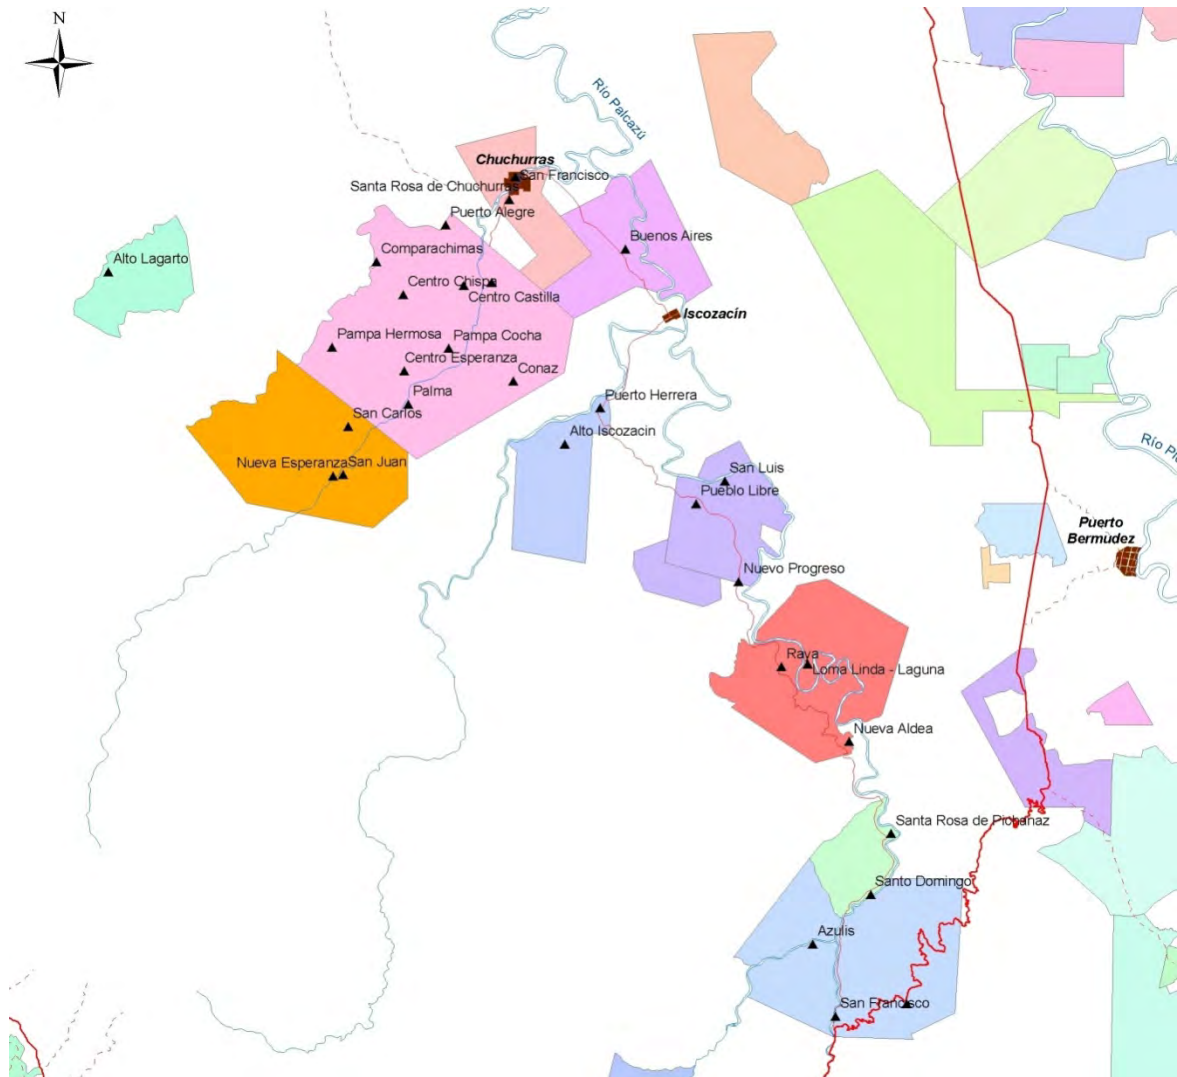 N
Río Palcazú
Chuchurras
San Francisco
Santa Rosa de Chuchurras
Puerto Alegre
Buenos Aires
Comparachimas
Alto Lagarto
Centro Chispa
Centro Castilla
Iscozacín
Pampa Hermosa
Pampa Cocha
Centro Esperanza
Conaz
Palma
Puerto Herrera
San Carlos
Alto Iscozacin
Río Pi
Nueva Esperanza
San Juan
San Luis
Pueblo Libre
Puerto
Bermúdez
Nuevo Progreso
Raya
Loma Linda - Laguna
Nueva Aldea
Santa Rosa de Pichanaz
Santo Domingo
Azulis
San Francisco